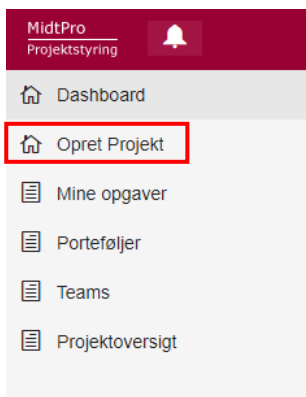 MidtPro
Projektstyring
Dashboard
Opret Projekt
Mine opgaver
Porteføljer
Teams
Projektoversigt